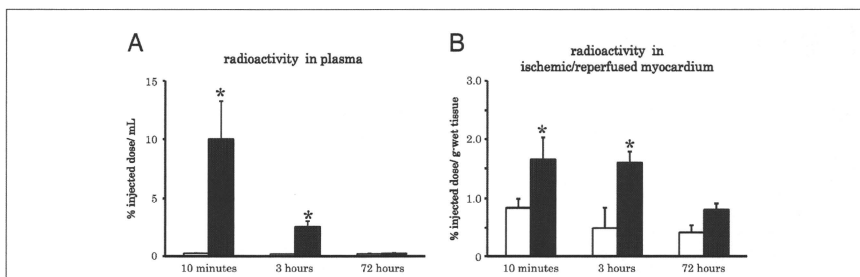 A
radioactivity in plasma
% injected dose/ mL
15
10
5
0
*
*
10 minutes
3 hours
72 hours
B
radioactivity in
ischemic/reperfused myocardium
% injected dose/ g-wet tissue
3.0
2.0
1.0
0
*
*
10 minutes
3 hours
72 hours